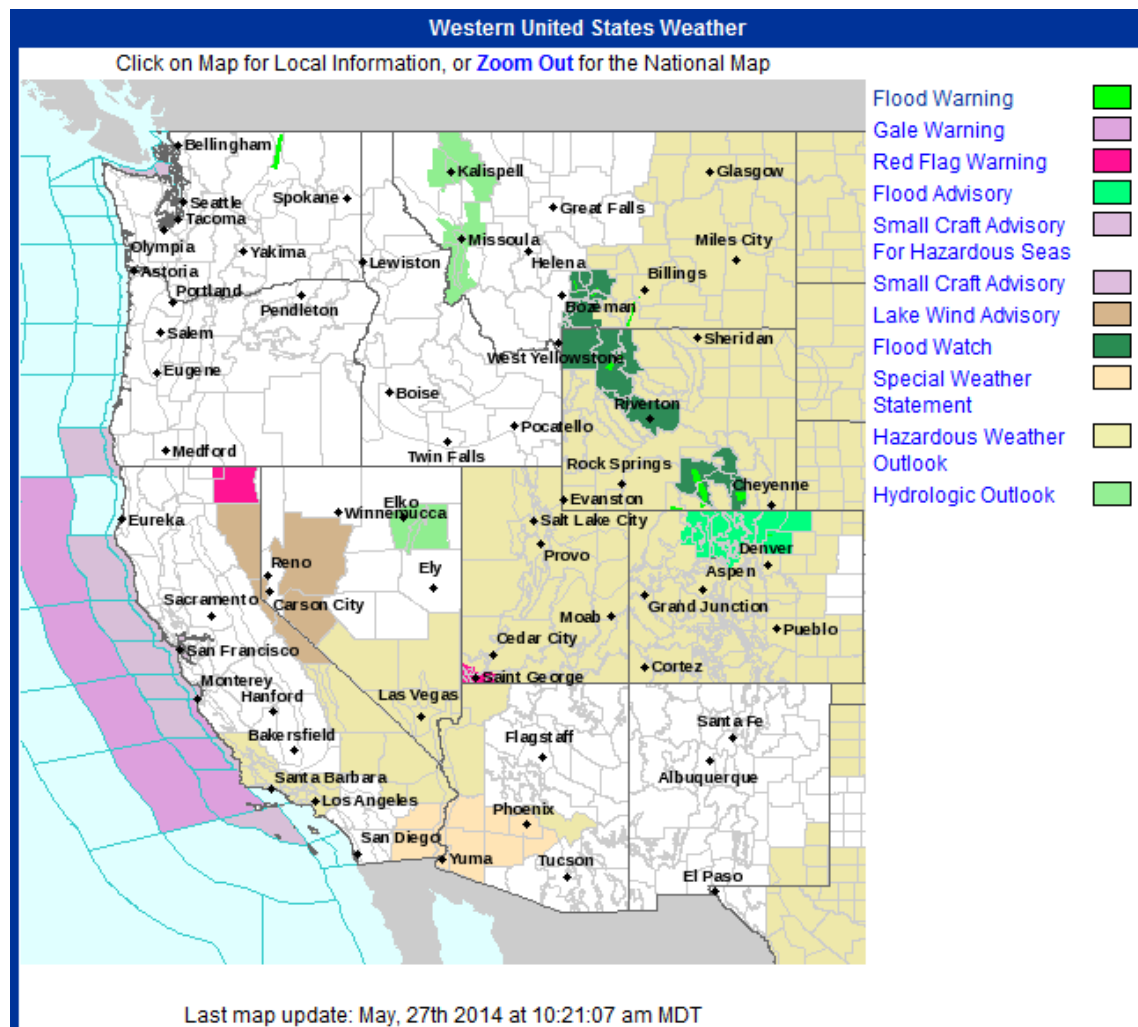 Western United States Weather
Click on Map for Local Information, or Zoom Out for the National Map
Flood Warning
Gale Warning
Red Flag Warning
Flood Advisory
Small Craft Advisory
For Hazardous Seas
Small Craft Advisory
Lake Wind Advisory
Flood Watch
Special Weather
Statement
Hazardous Weather
Outlook
Hydrologic Outlook
Bellingham
Kalispell
Glasgow
Spokane
Seattle
Great Falls
Tacoma
Missoula
Miles City
Olympia
Yakima
Helena
Lewiston
Astoria
Billings
Portland
Pendleton
Bozeman
Salem
Sheridan
West Yellowstone
Eugene
Boise
Riverton
Pocatello
Medford
Twin Falls
Rock Springs
Cheyenne
Elko
Evanston
Winnemucca
Eureka
Salt Lake City
Denver
Provo
Reno
Ely
Aspen
Sacramento
Carson City
Grand Junction
Moab
Pueblo
Cedar City
San Francisco
Cortez
Saint George
Monterey
Las Vegas
Hanford
Santa Fe
Bakersfield
Flagstaff
Albuquerque
Santa Barbara
Los Angeles
Phoenix
San Diego
Yuma
Tucson
El Paso
Last map update: May, 27th 2014 at 10:21:07 am MDT